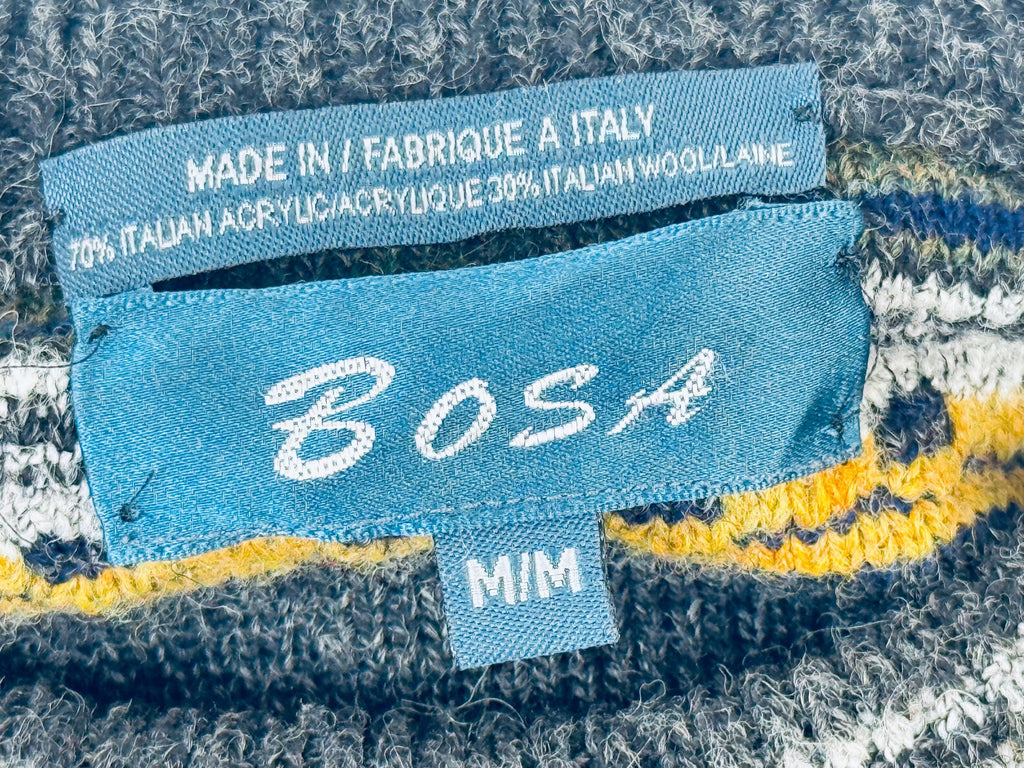 MADE IN / FABRIQUE A ITALY
70% ITALIAN ACRYLIC/ACRYLIQUE 30% ITALIAN WOOL/LAINE
BOSA
M/M